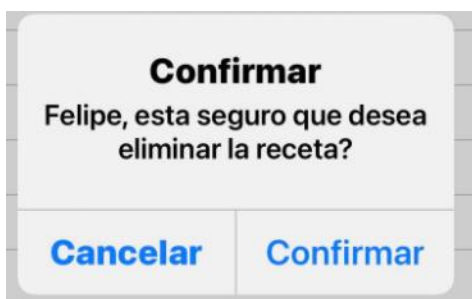 Confirmar
Felipe, esta seguro que desea
eliminar la receta?
Cancelar
Confirmar